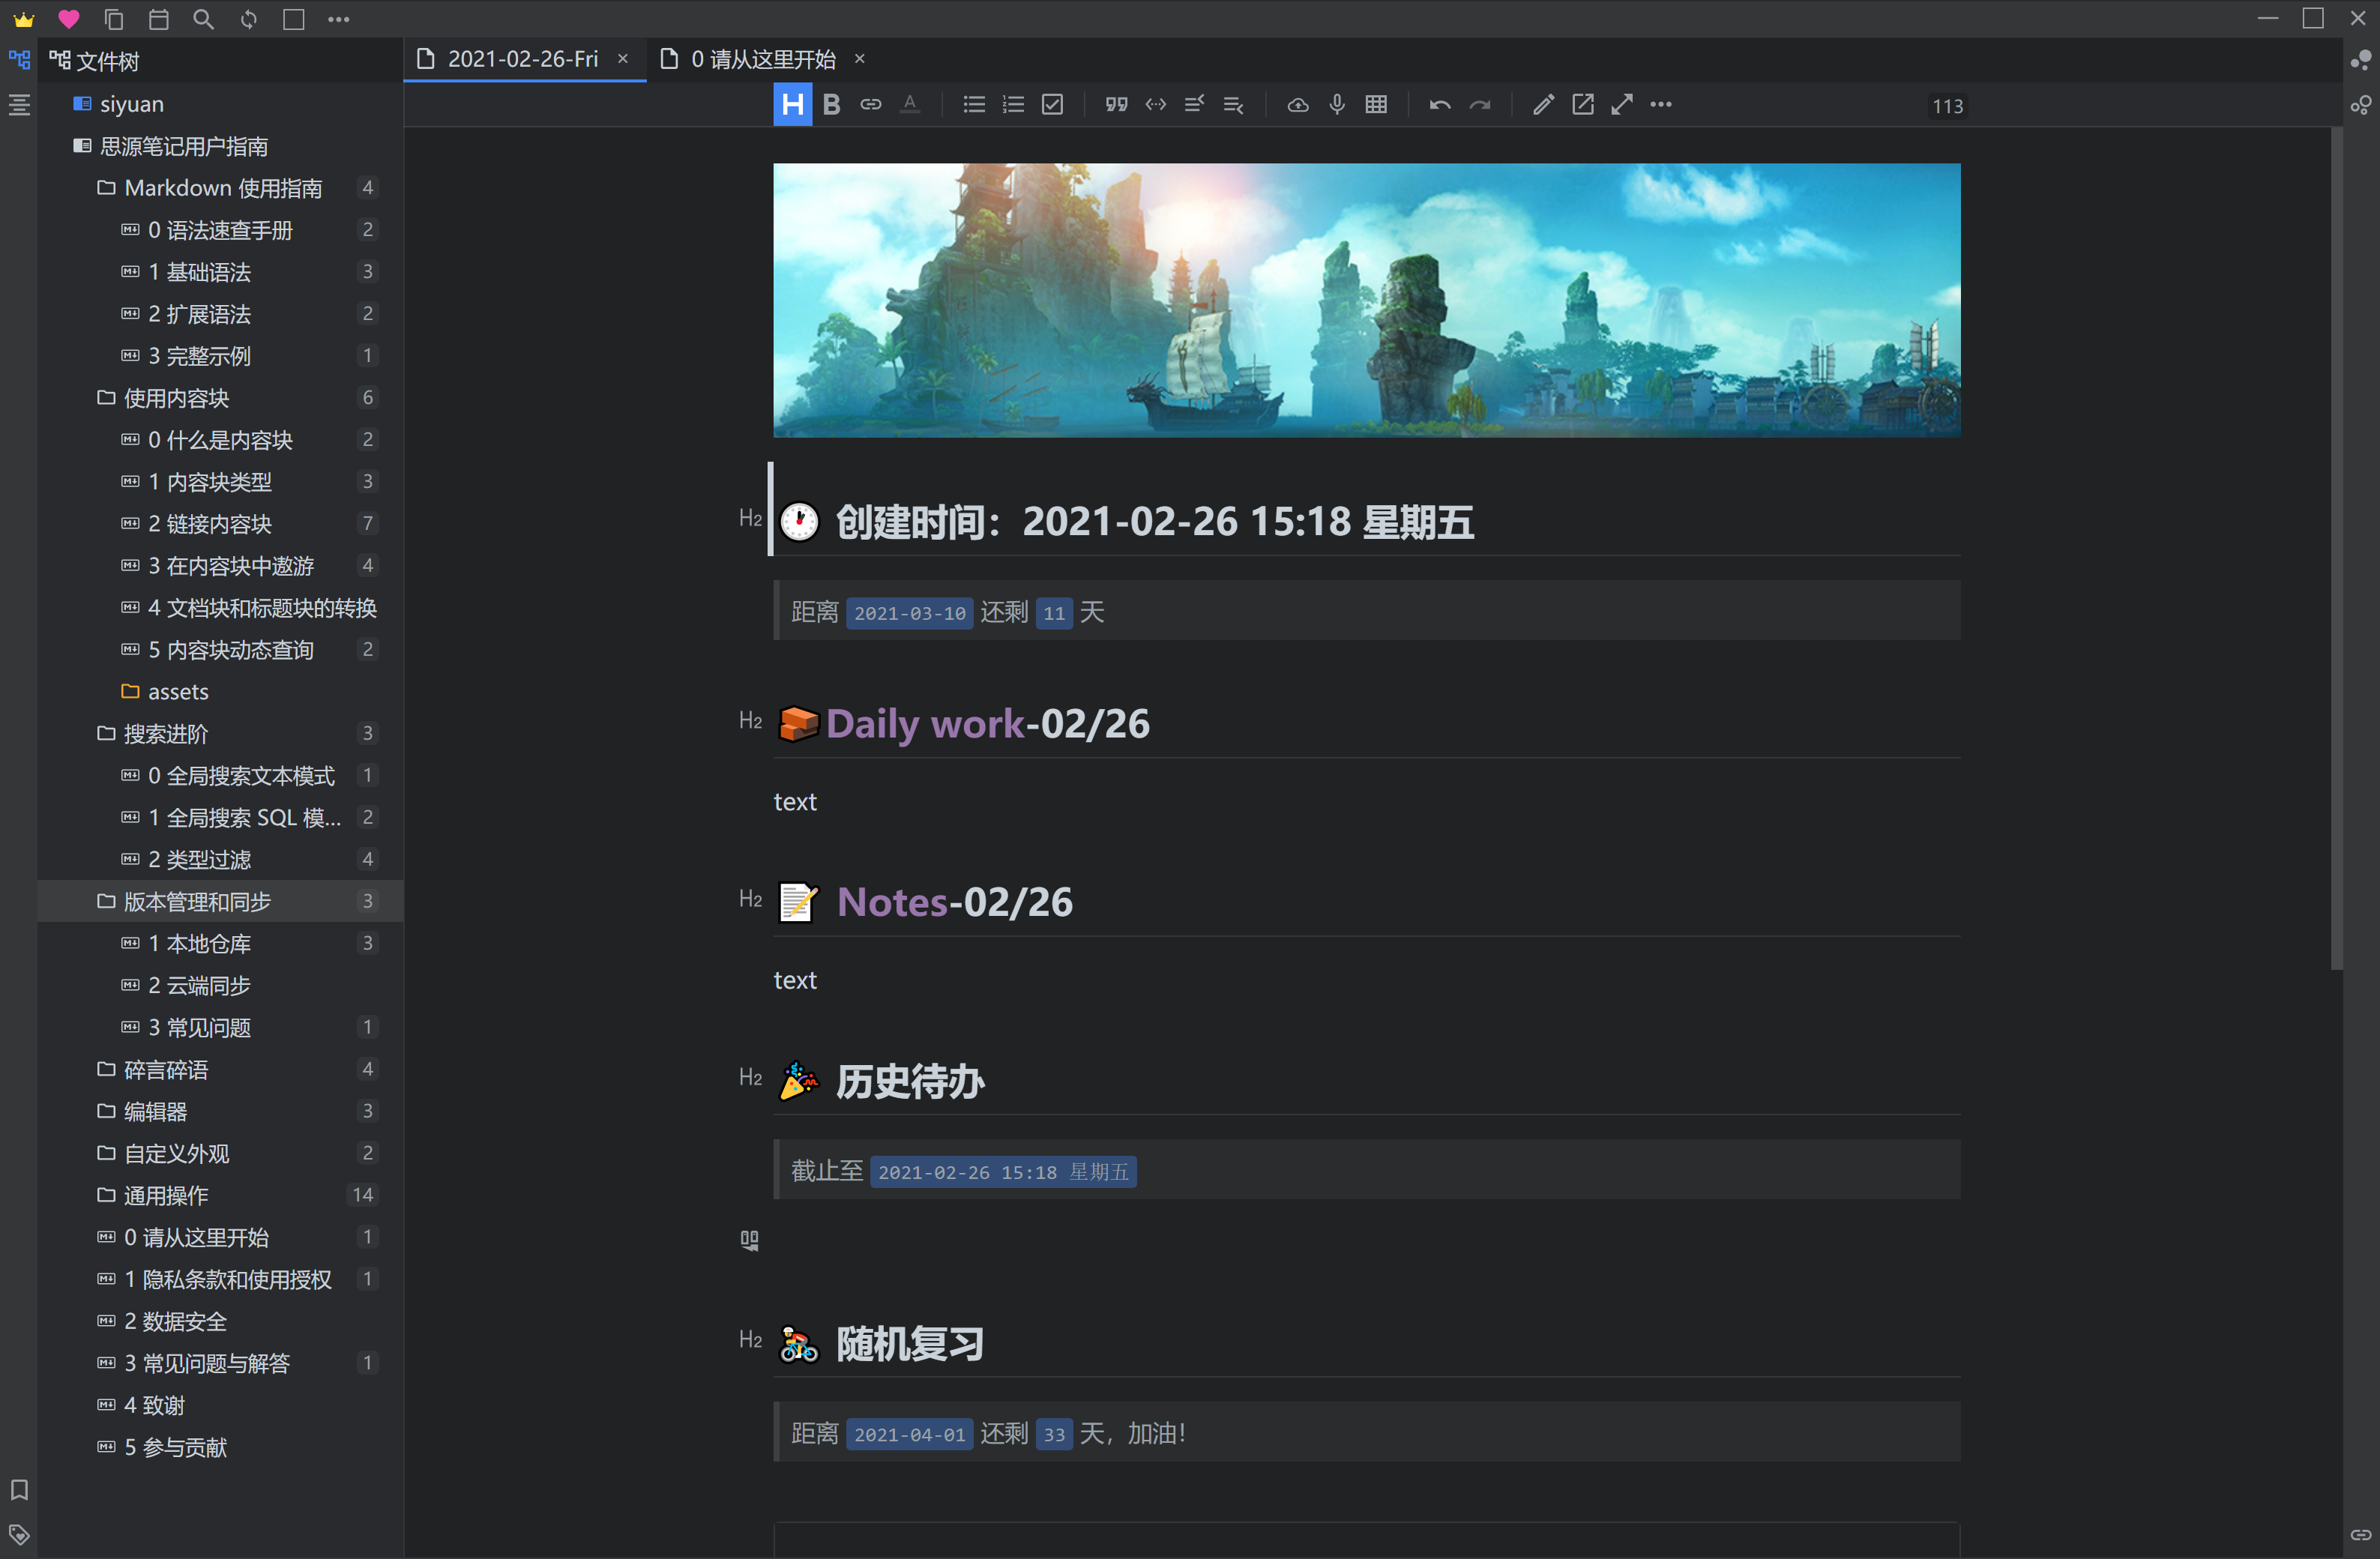 文件树
siyuan
思源笔记用户指南
Markdown 使用指南 4
0 语法速查手册 2
1 基础语法 3
2 扩展语法 2
3 完整示例 1
使用内容块 6
0 什么是内容块 2
1 内容块类型 3
2 链接内容块 7
3 在内容块中遨游 4
4 文档块和标题块的转换
5 内容块动态查询 2
assets
搜索进阶 3
0 全局搜索文本模式 1
1 全局搜索 SQL 模... 2
2 类型过滤 4
版本管理和同步 3
1 本地仓库 3
2 云端同步
3 常见问题 1
碎言碎语 4
编辑器 3
自定义外观 2
通用操作 14
0 请从这里开始 1
1 隐私条款和使用授权 1
2 数据安全
3 常见问题与解答 1
4 致谢
5 参与贡献
2021-02-26-Fri
0 请从这里开始
H B A 113
H2 创建时间：2021-02-26 15:18 星期五
距离 2021-03-10 还剩 11 天
H2 Daily work-02/26
text
H2 Notes-02/26
text
H2 历史待办
截止至 2021-02-26 15:18 星期五
H2 随机复习
距离 2021-04-01 还剩 33 天，加油！